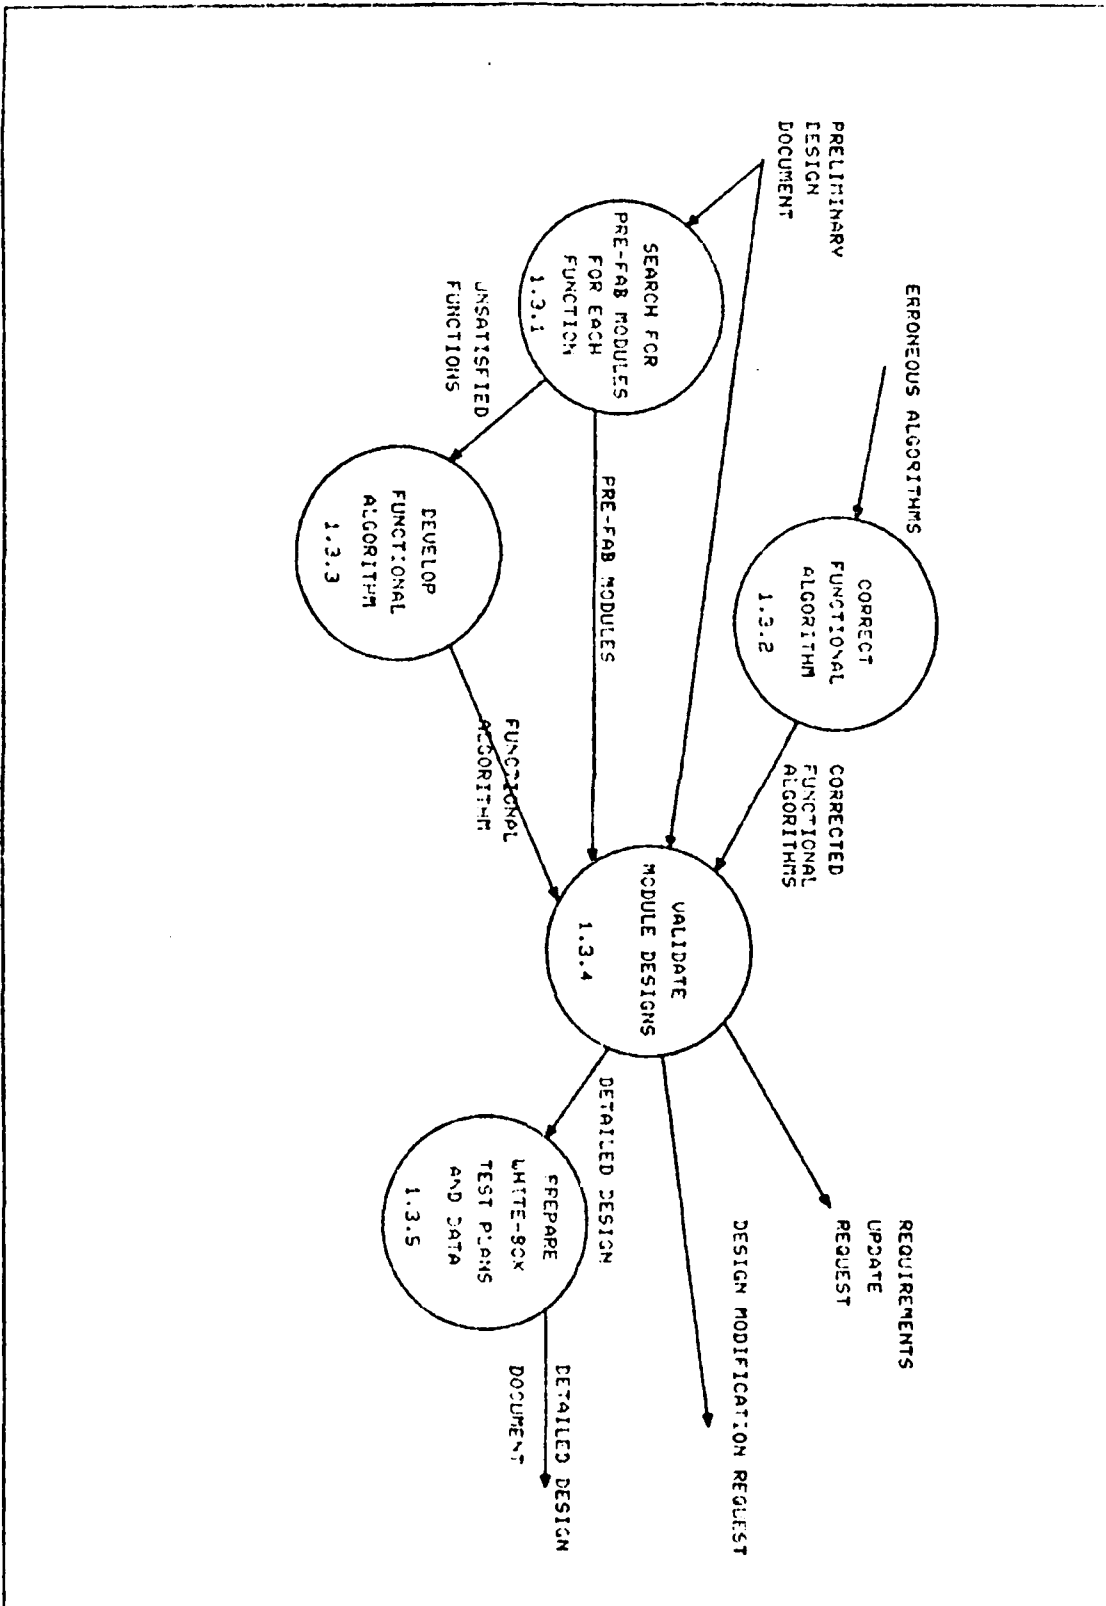 ERRONEOUS ALGORITHMS
PRELIMINARY
DESIGN
DOCUMENT
CORRECT
FUNCTIONAL
ALGORITHM
1.3.2
CORRECTED
FUNCTIONAL
ALGORITHMS
REQUIREMENTS
UPDATE
REQUEST
SEARCH FOR
PRE-FAB MODULES
FOR EACH
FUNCTION
1.3.1
PRE-FAB MODULES
VALIDATE
MODULE DESIGNS
1.3.4
DESIGN MODIFICATION REQUEST
UNSATISFIED
FUNCTIONS
DEVELOP
FUNCTIONAL
ALGORITHM
1.3.3
FUNCTIONAL
ALGORITHM
DETAILED DESIGN
PREPARE
WHITE-BOX
TEST PLANS
AND DATA
1.3.5
DETAILED DESIGN
DOCUMENT